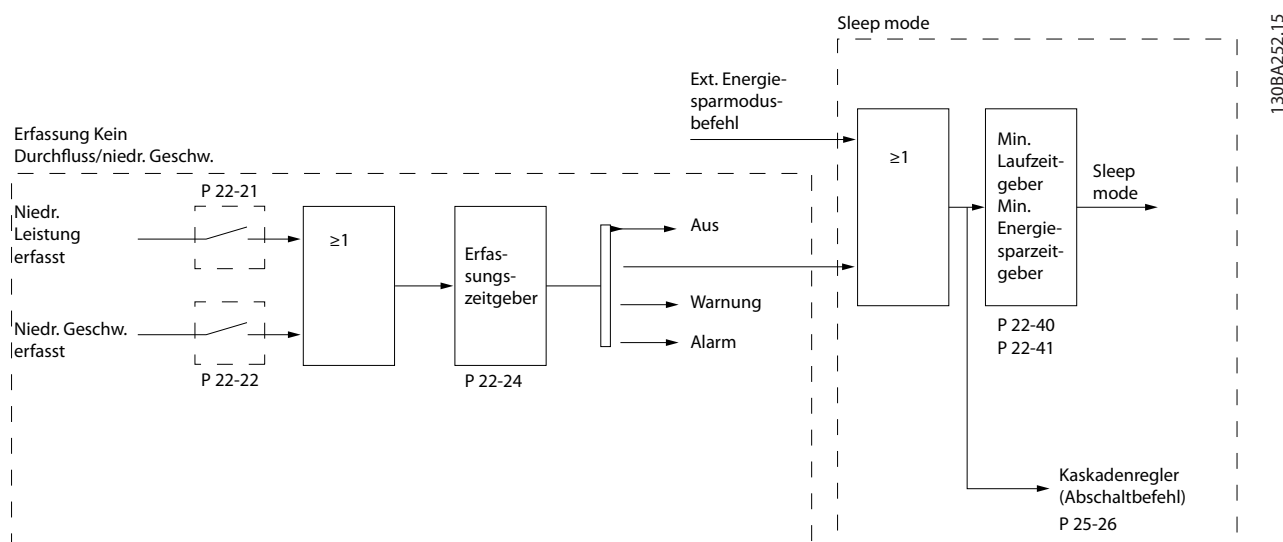 Sleep mode
130BA252.15
Ext. Energie-
sparmodus-
befehl
Erfassung Kein
Durchfluss/niedr. Geschw.
P 22-21
Niedr.
Leistung
erfasst
≥1
Erfas-
sungs-
zeitgeber
Aus
Warnung
Alarm
Niedr. Geschw.
erfasst
P 22-22
P 22-24
≥1
Min.
Laufzeit-
geber
Min.
Energie-
sparzeit-
geber
Sleep
mode
P 22-40
P 22-41
Kaskadenregler
(Abschaltbefehl)
P 25-26